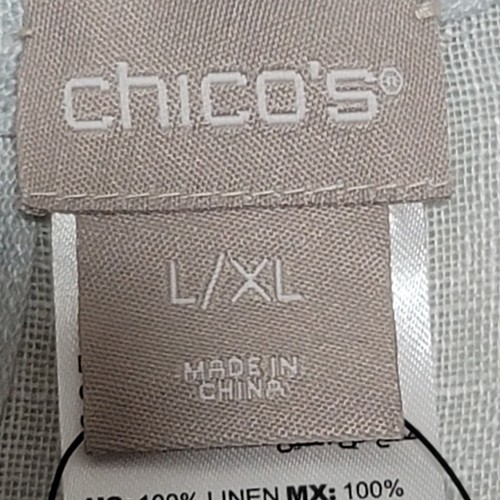 chico's®
L/XL
MADE IN
CHINA
100% LINEN MX: 100%